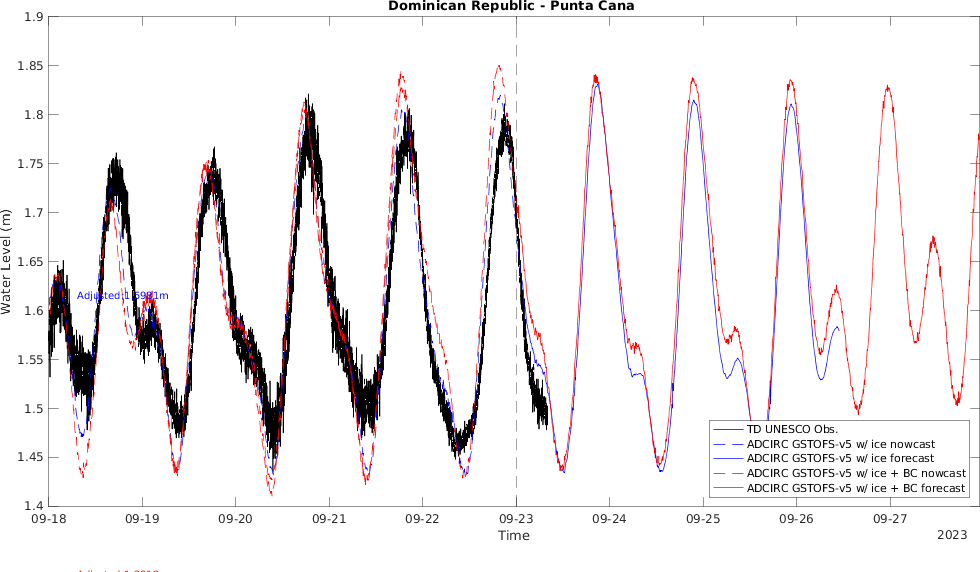 Dominican Republic - Punta Cana
1.9
1.85
1.8
1.75
1.7
1.65
1.6
1.55
1.5
1.45
1.4
Water Level (m)
09-18
09-19
09-20
09-21
09-22
09-23
09-24
09-25
09-26
09-27
Time
2023
TD UNESCO Obs.
ADCIRC GSTOFS-v5 w/ ice nowcast
ADCIRC GSTOFS-v5 w/ ice forecast
ADCIRC GSTOFS-v5 w/ ice + BC nowcast
ADCIRC GSTOFS-v5 w/ ice + BC forecast